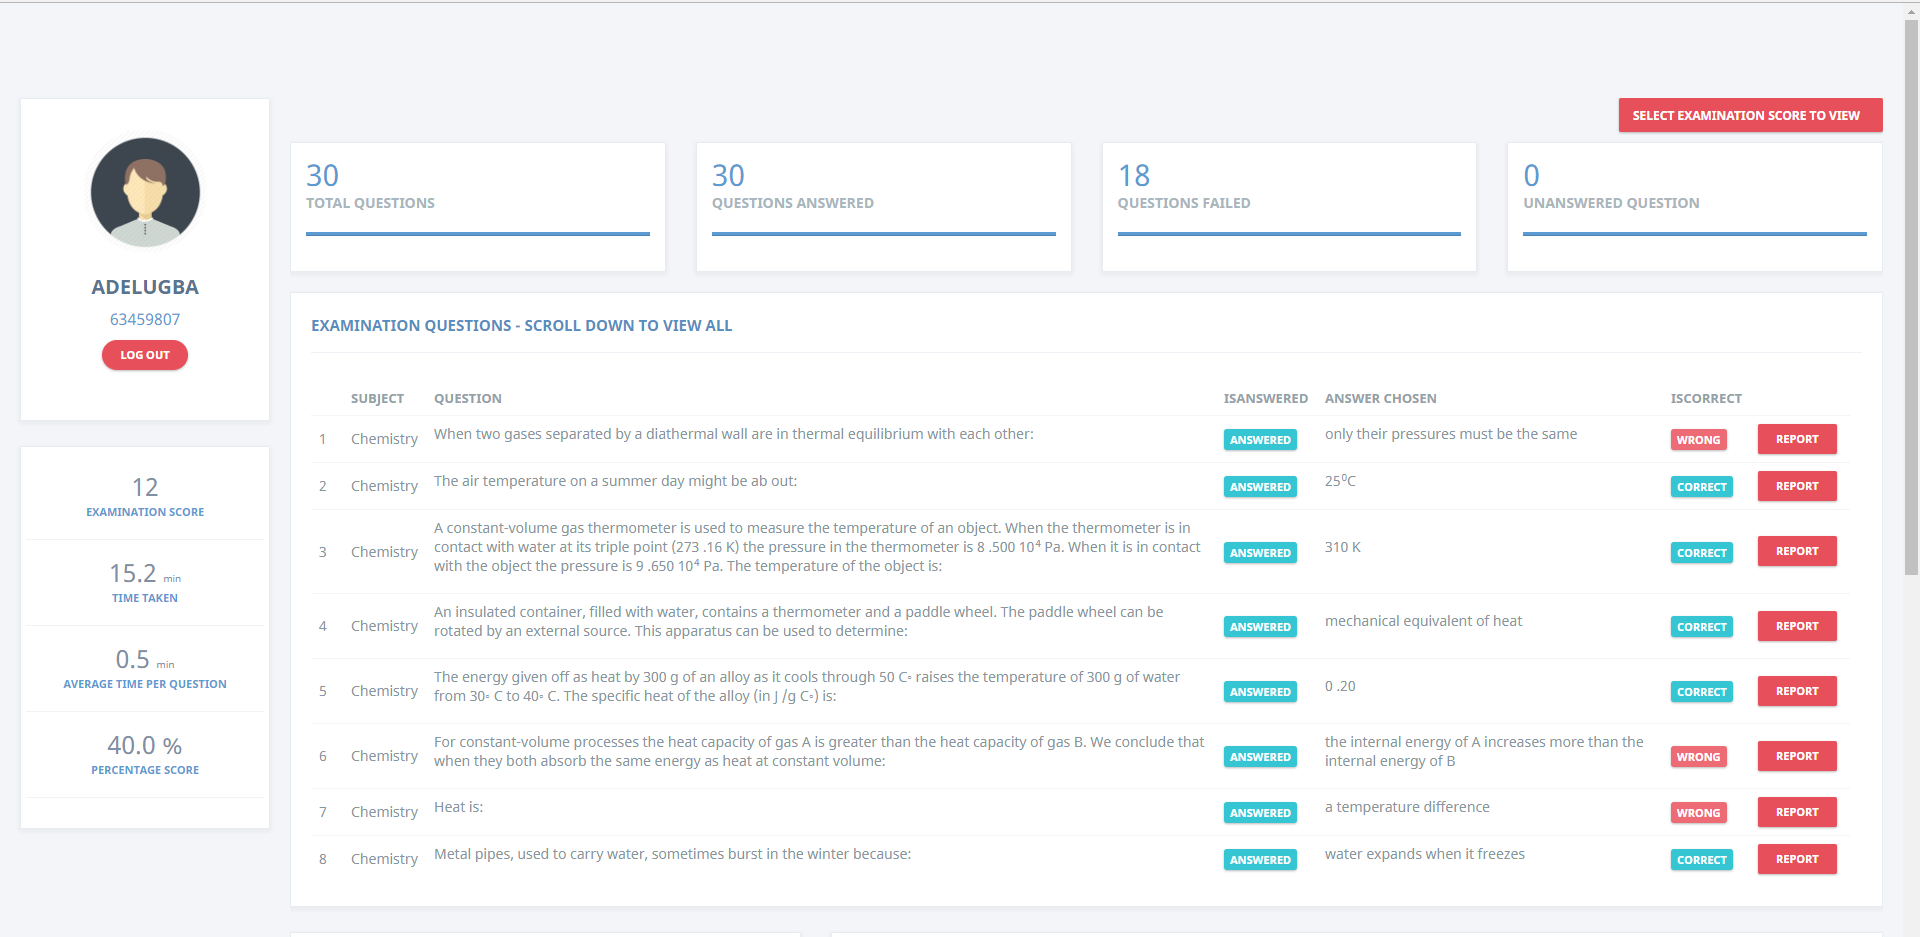 SELECT EXAMINATION SCORE TO VIEW
ADELUGBA
63459807
LOG OUT
12
EXAMINATION SCORE
15.2 min
TIME TAKEN
0.5 min
AVERAGE TIME PER QUESTION
40.0 %
PERCENTAGE SCORE
30
TOTAL QUESTIONS
30
QUESTIONS ANSWERED
18
QUESTIONS FAILED
0
UNANSWERED QUESTION
EXAMINATION QUESTIONS - SCROLL DOWN TO VIEW ALL
SUBJECT QUESTION ISANSWERED ANSWER CHOSEN ISCORRECT
1 Chemistry When two gases separated by a diathermal wall are in thermal equilibrium with each other: ANSWERED only their pressures must be the same WRONG REPORT
2 Chemistry The air temperature on a summer day might be ab out: ANSWERED 25⁰C CORRECT REPORT
3 Chemistry A constant-volume gas thermometer is used to measure the temperature of an object. When the thermometer is in
contact with water at its triple point (273 .16 K) the pressure in the thermometer is 8 .500 10⁴ Pa. When it is in contact
with the object the pressure is 9 .650 10⁴ Pa. The temperature of the object is: ANSWERED 310 K CORRECT REPORT
4 Chemistry An insulated container, filled with water, contains a thermometer and a paddle wheel. The paddle wheel can be
rotated by an external source. This apparatus can be used to determine: ANSWERED mechanical equivalent of heat CORRECT REPORT
5 Chemistry The energy given off as heat by 300 g of an alloy as it cools through 50 C◦ raises the temperature of 300 g of water
from 30◦ C to 40◦ C. The specific heat of the alloy (in J /g C◦) is: ANSWERED 0 .20 CORRECT REPORT
6 Chemistry For constant-volume processes the heat capacity of gas A is greater than the heat capacity of gas B. We conclude that
when they both absorb the same energy as heat at constant volume: ANSWERED the internal energy of A increases more than the
internal energy of B WRONG REPORT
7 Chemistry Heat is: ANSWERED a temperature difference WRONG REPORT
8 Chemistry Metal pipes, used to carry water, sometimes burst in the winter because: ANSWERED water expands when it freezes CORRECT REPORT